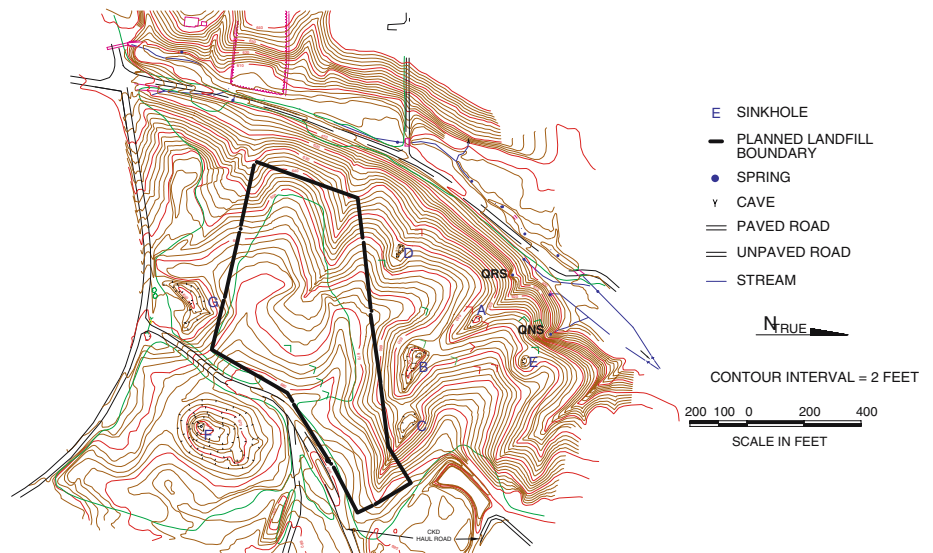 E SINKHOLE
PLANNED LANDFILL
BOUNDARY
SPRING
CAVE
PAVED ROAD
UNPAVED ROAD
STREAM
N TRUE
CONTOUR INTERVAL = 2 FEET
200 100 0 200 400
SCALE IN FEET
D
QRS
G
A
QNS
B
E
C
F
CKD
HAUL ROAD